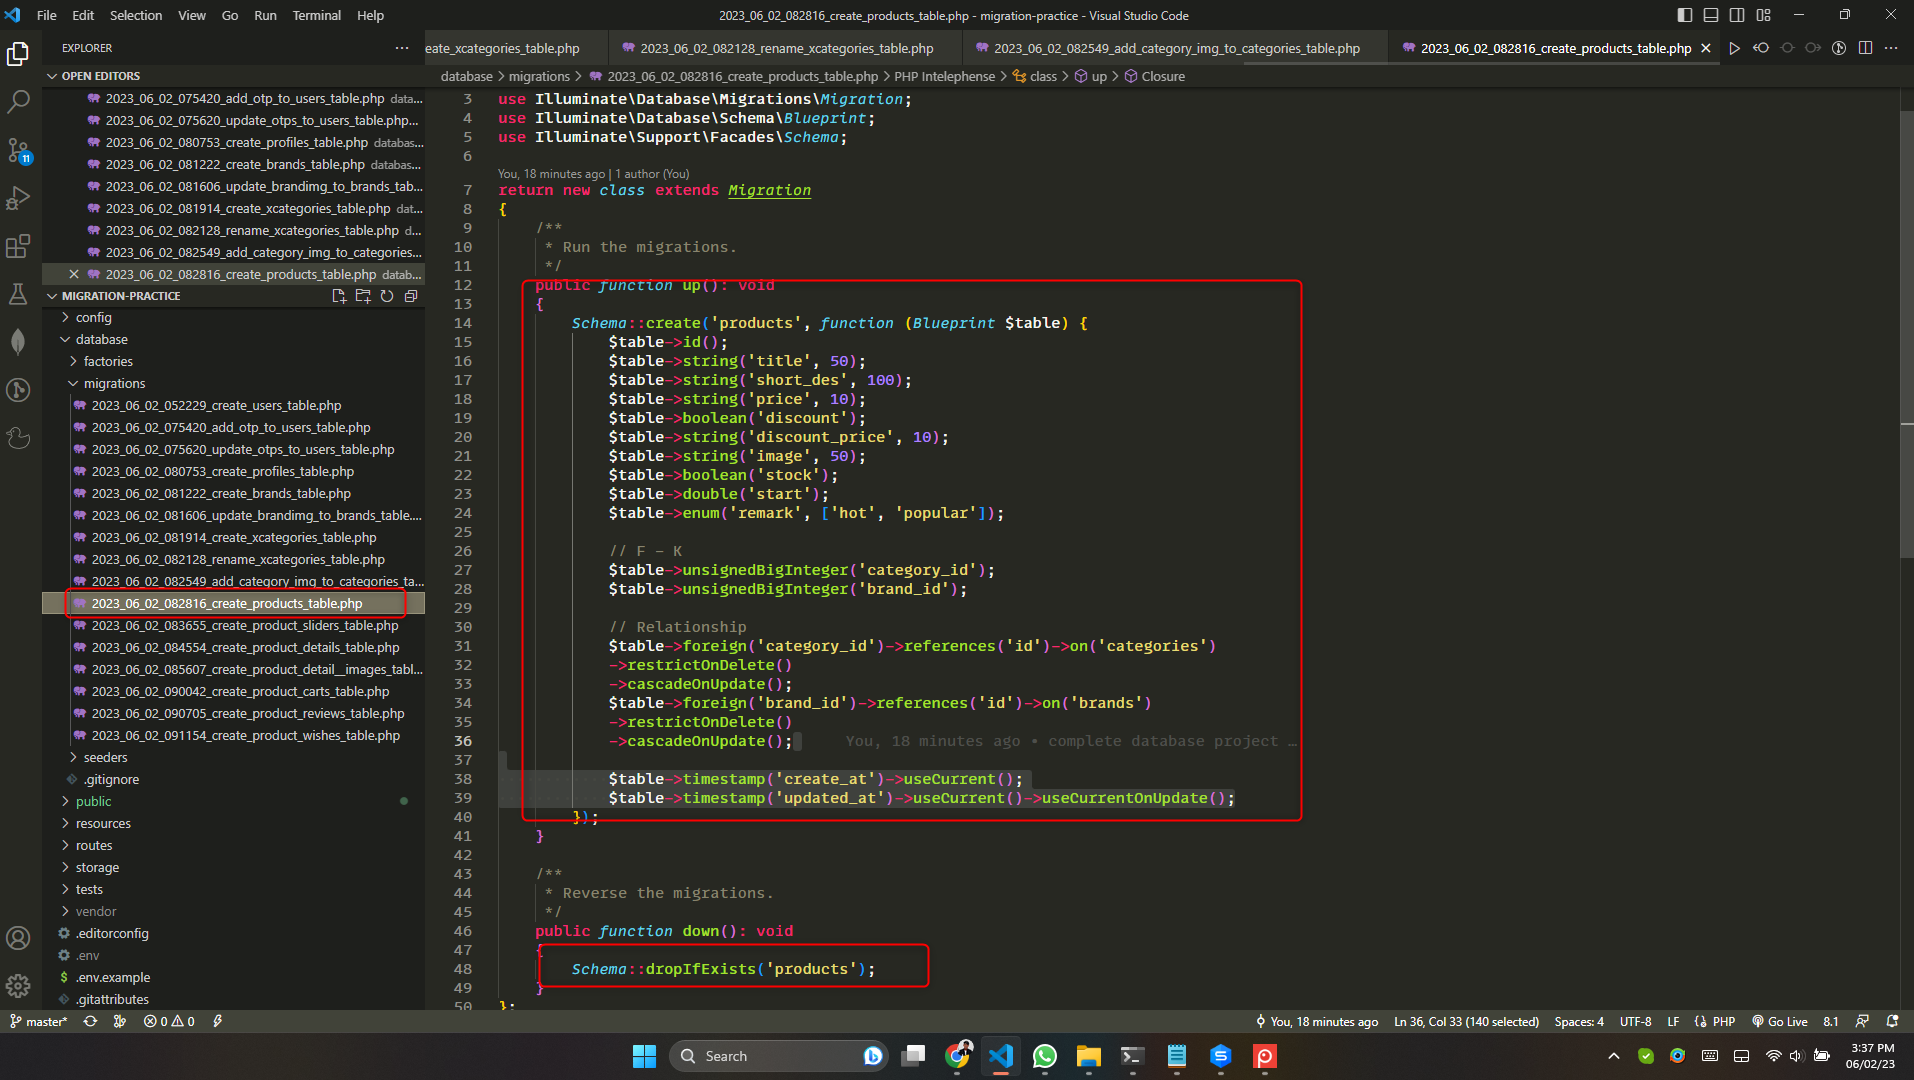 File Edit Selection View Go Run Terminal Help
2023_06_02_082816_create_products_table.php - migration-practice - Visual Studio Code
EXPLORER
eate_xcategories_table.php
2023_06_02_082128_rename_xcategories_table.php
2023_06_02_082549_add_category_img_to_categories_table.php
2023_06_02_082816_create_products_table.php
OPEN EDITORS
2023_06_02_075420_add_otp_to_users_table.php data...
2023_06_02_075620_update_otps_to_users_table.php...
2023_06_02_080753_create_profiles_table.php databas...
2023_06_02_081222_create_brands_table.php databas...
2023_06_02_081606_update_brandimg_to_brands_tab...
2023_06_02_081914_create_xcategories_table.php dat...
2023_06_02_082128_rename_xcategories_table.php d...
2023_06_02_082549_add_category_img_to_categories...
2023_06_02_082816_create_products_table.php datab...
MIGRATION-PRACTICE
config
database
factories
migrations
2023_06_02_052229_create_users_table.php
2023_06_02_075420_add_otp_to_users_table.php
2023_06_02_075620_update_otps_to_users_table.php
2023_06_02_080753_create_profiles_table.php
2023_06_02_081222_create_brands_table.php
2023_06_02_081606_update_brandimg_to_brands_table....
2023_06_02_081914_create_xcategories_table.php
2023_06_02_082128_rename_xcategories_table.php
2023_06_02_082549_add_category_img_to_categories_ta...
2023_06_02_082816_create_products_table.php
2023_06_02_083655_create_product_sliders_table.php
2023_06_02_084554_create_product_details_table.php
2023_06_02_085607_create_product_detail__images_tabl...
2023_06_02_090042_create_product_carts_table.php
2023_06_02_090705_create_product_reviews_table.php
2023_06_02_091154_create_product_wishes_table.php
seeders
.gitignore
public
resources
routes
storage
tests
vendor
.editorconfig
.env
.env.example
.gitattributes
11
database > migrations > 2023_06_02_082816_create_products_table.php > PHP Intelephense > class > up > Closure
3 use Illuminate\Database\Migrations\Migration;
4 use Illuminate\Database\Schema\Blueprint;
5 use Illuminate\Support\Facades\Schema;
6
You, 18 minutes ago | 1 author (You)
7 return new class extends Migration
8 {
9 /**
10 * Run the migrations.
11 */
12 public function up(): void
13 {
14 Schema::create('products', function (Blueprint $table) {
15 $table->id();
16 $table->string('title', 50);
17 $table->string('short_des', 100);
18 $table->string('price', 10);
19 $table->boolean('discount');
20 $table->string('discount_price', 10);
21 $table->string('image', 50);
22 $table->boolean('stock');
23 $table->double('start');
24 $table->enum('remark', ['hot', 'popular']);
25
26 // F - K
27 $table->unsignedBigInteger('category_id');
28 $table->unsignedBigInteger('brand_id');
29
30 // Relationship
31 $table->foreign('category_id')->references('id')->on('categories')
32 ->restrictOnDelete()
33 ->cascadeOnUpdate();
34 $table->foreign('brand_id')->references('id')->on('brands')
35 ->restrictOnDelete()
36 ->cascadeOnUpdate(); You, 18 minutes ago • complete database project …
37
38 $table->timestamp('create_at')->useCurrent();
39 $table->timestamp('updated_at')->useCurrent()->useCurrentOnUpdate();
40 });
41 }
42
43 /**
44 * Reverse the migrations.
45 */
46 public function down(): void
47 {
48 Schema::dropIfExists('products');
49 }
50 };
master* 0 0
You, 18 minutes ago Ln 36, Col 33 (140 selected) Spaces: 4 UTF-8 LF {} PHP Go Live 8.1
Search
3:37 PM
06/02/23